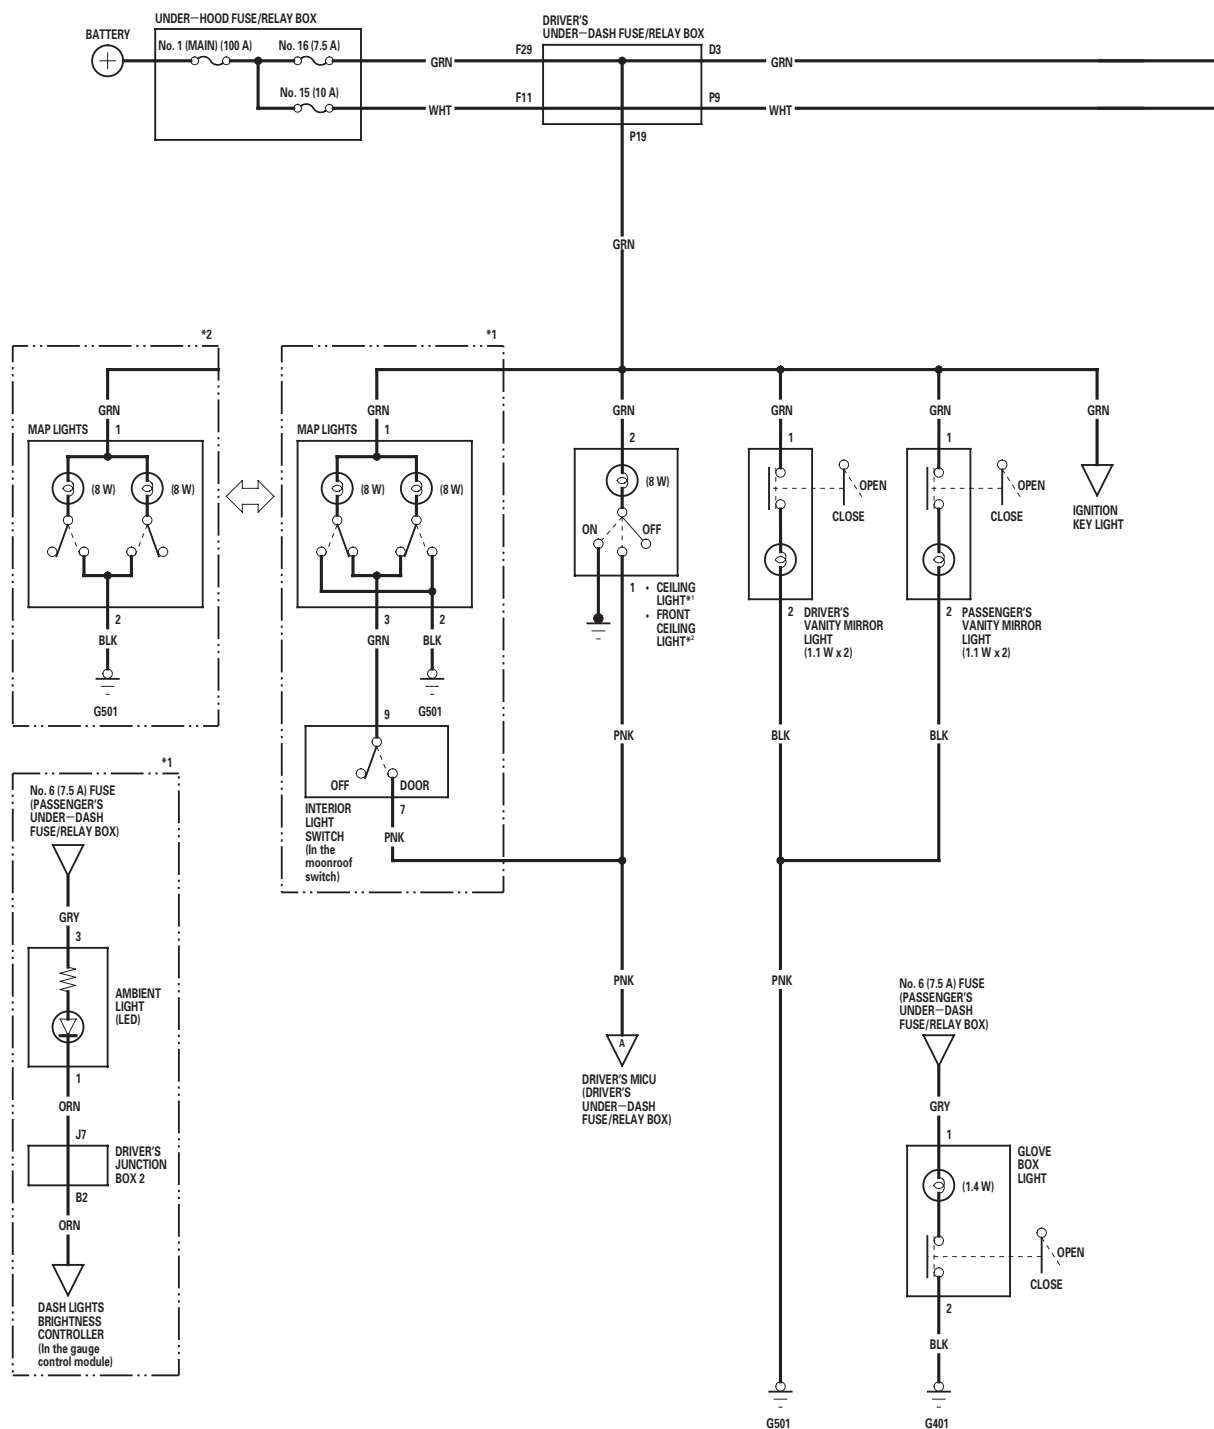 UNDER−HOOD FUSE/RELAY BOX
DRIVER'S
UNDER−DASH FUSE/RELAY BOX
BATTERY
No. 1 (MAIN) (100 A)
No. 16 (7.5 A)
F29
D3
GRN
GRN
No. 15 (10 A)
F11
P9
WHT
WHT
P19
GRN
*2
*1
GRN
GRN
GRN
GRN
GRN
GRN
MAP LIGHTS
1
MAP LIGHTS
1
2
1
1
(8 W)
(8 W)
(8 W)
(8 W)
(8 W)
OPEN
CLOSE
OPEN
CLOSE
IGNITION
KEY LIGHT
ON
OFF
1
• CEILING
LIGHT*1
• FRONT
CEILING
LIGHT*2
2
DRIVER'S
VANITY MIRROR
LIGHT
(1.1 W x 2)
2
PASSENGER'S
VANITY MIRROR
LIGHT
(1.1 W x 2)
2
BLK
G501
3
2
GRN
BLK
9
G501
PNK
BLK
BLK
OFF
DOOR
7
PNK
INTERIOR
LIGHT
SWITCH
(In the
moonroof
switch)
*1
No. 6 (7.5 A) FUSE
(PASSENGER'S
UNDER−DASH
FUSE/RELAY BOX)
GRY
3
AMBIENT
LIGHT
(LED)
1
ORN
J7
DRIVER'S
JUNCTION
BOX 2
B2
ORN
DASH LIGHTS
BRIGHTNESS
CONTROLLER
(In the gauge
control module)
PNK
A
DRIVER'S MICU
(DRIVER'S
UNDER−DASH
FUSE/RELAY BOX)
PNK
G501
No. 6 (7.5 A) FUSE
(PASSENGER'S
UNDER−DASH
FUSE/RELAY BOX)
GRY
1
GLOVE
BOX
LIGHT
(1.4 W)
OPEN
CLOSE
2
BLK
G401